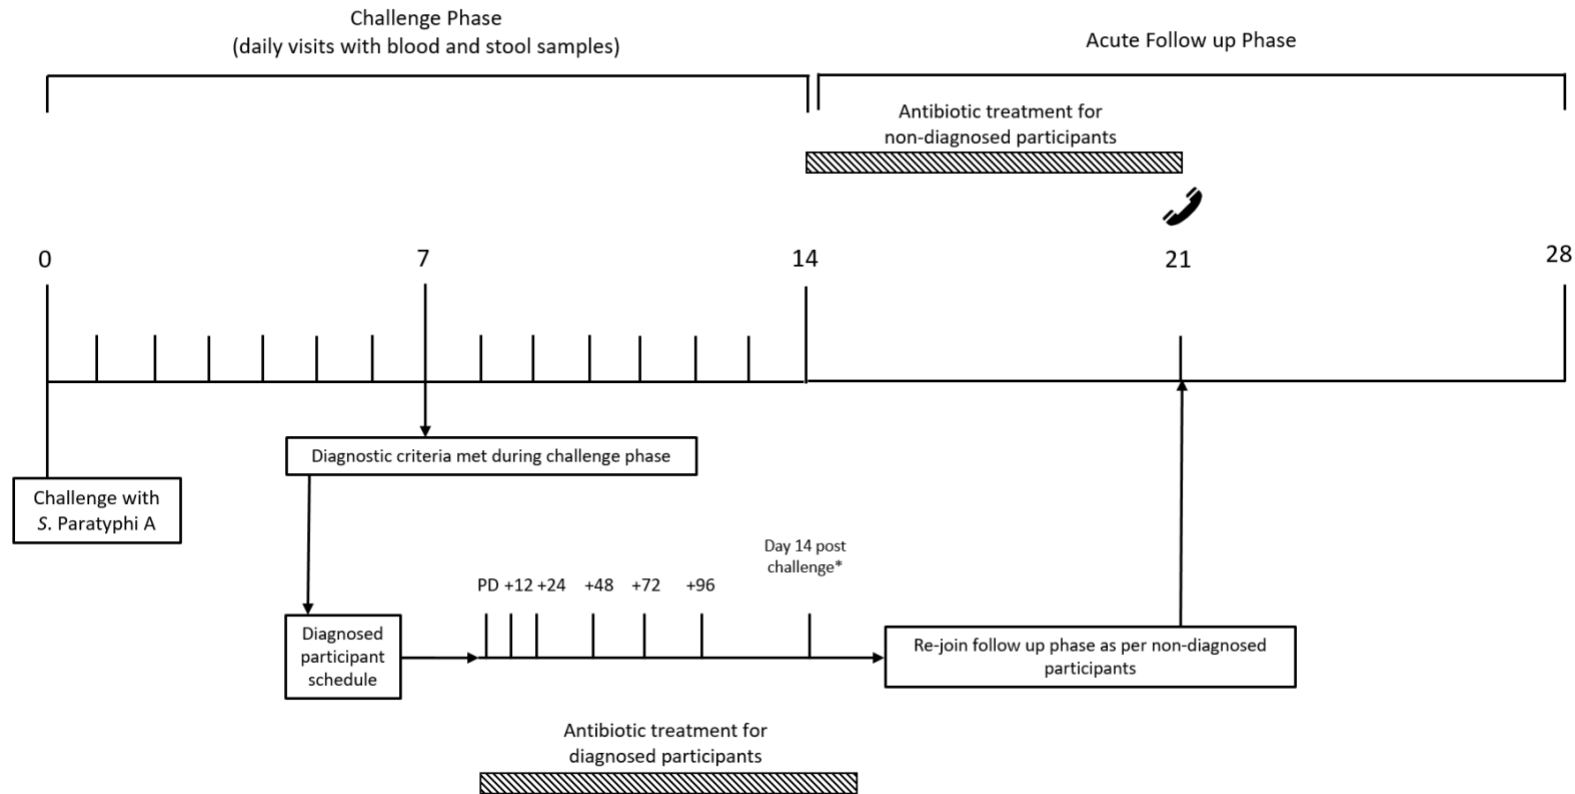 Challenge Phase
(daily visits with blood and stool samples)
Acute Follow up Phase
Antibiotic treatment for
non-diagnosed participants
0
7
14
21
28
Diagnostic criteria met during challenge phase
Challenge with
S. Paratyphi A
Day 14 post
challenge*
PD +12 +24 +48 +72 +96
Diagnosed
participant
schedule
Re-join follow up phase as per non-diagnosed
participants
Antibiotic treatment for
diagnosed participants